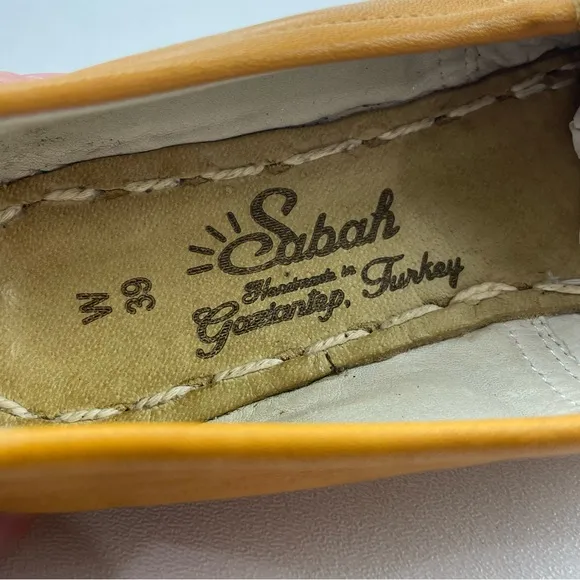 Sabah
Handmade in
Gaziantep, Turkey
W
39